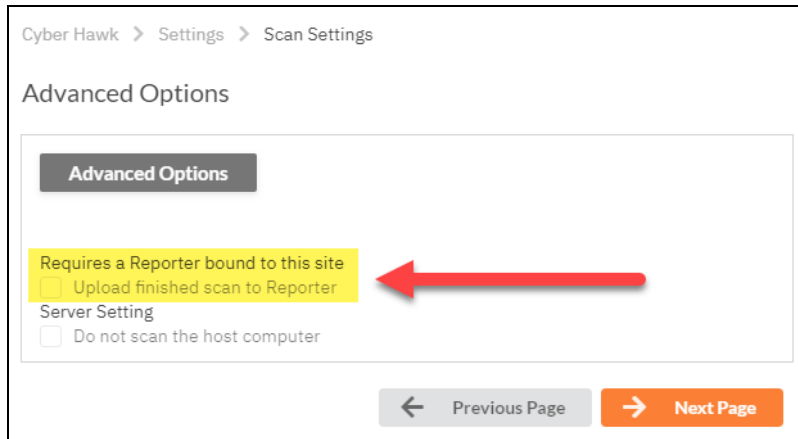 Cyber Hawk > Settings > Scan Settings
Advanced Options
Advanced Options
Requires a Reporter bound to this site
Upload finished scan to Reporter
Server Setting
Do not scan the host computer
← Previous Page → Next Page